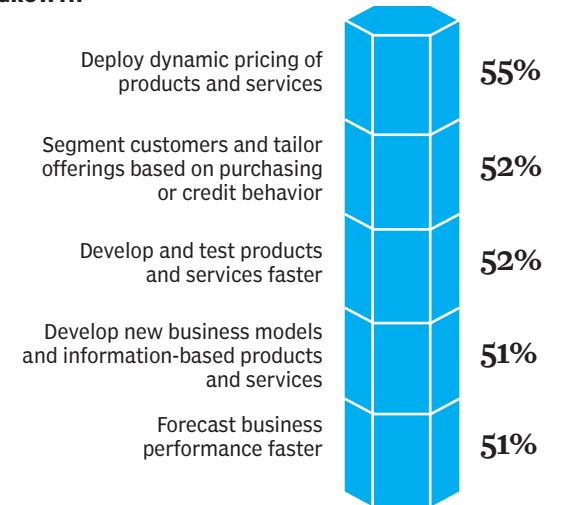 Deploy dynamic pricing of
products and services
55%
Segment customers and tailor
offerings based on purchasing
or credit behavior
52%
Develop and test products
and services faster
52%
Develop new business models
and information-based products
and services
51%
Forecast business
performance faster
51%